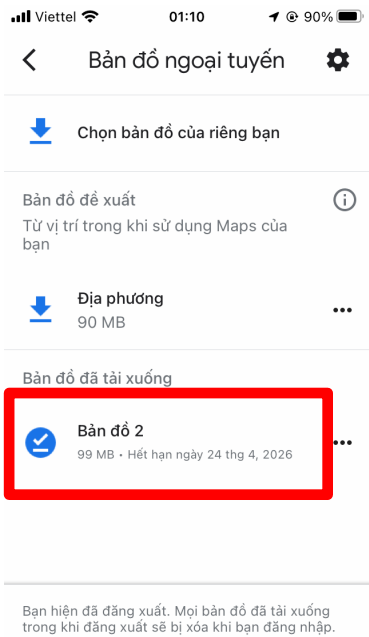 Viettel 01:10 90%
Bản đồ ngoại tuyến
Chọn bản đồ của riêng bạn
Bản đồ đề xuất
Từ vị trí trong khi sử dụng Maps của
bạn
Địa phương
90 MB
Bản đồ đã tải xuống
Bản đồ 2
99 MB • Hết hạn ngày 24 thg 4, 2026
Bạn hiện đã đăng xuất. Mọi bản đồ đã tải xuống
trong khi đăng xuất sẽ bị xóa khi bạn đăng nhập.